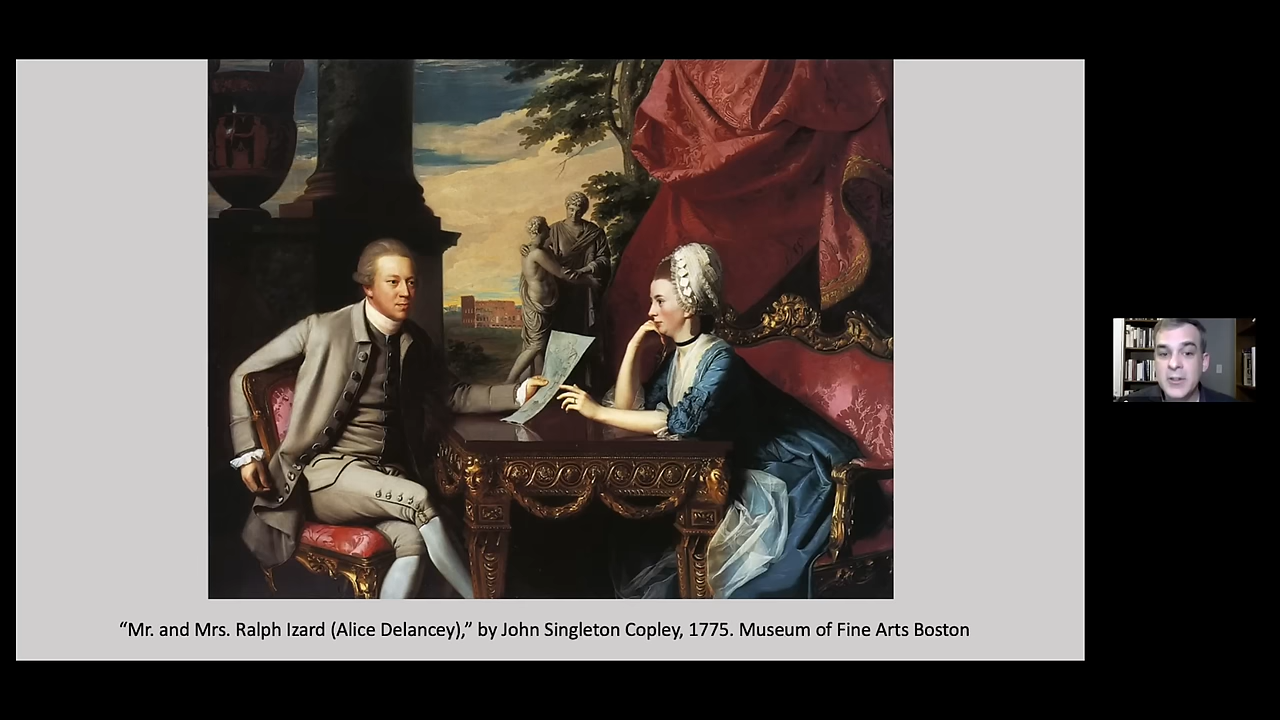 “Mr. and Mrs. Ralph Izard (Alice Delancey),” by John Singleton Copley, 1775. Museum of Fine Arts Boston